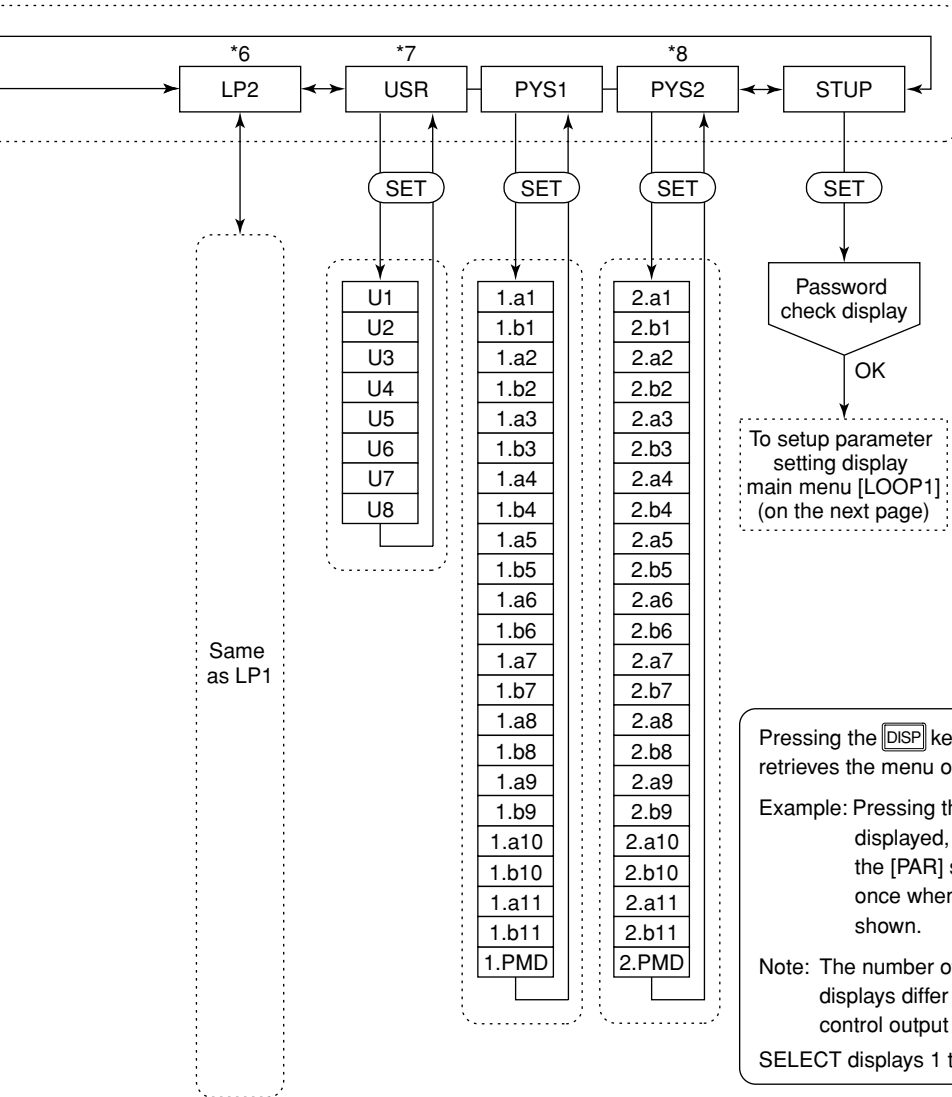 *6
*7
*8
LP2
USR
PYS1
PYS2
STUP
SET
SET
SET
SET
U1
U2
U3
U4
U5
U6
U7
U8
1.a1
1.b1
1.a2
1.b2
1.a3
1.b3
1.a4
1.b4
1.a5
1.b5
1.a6
1.b6
1.a7
1.b7
1.a8
1.b8
1.a9
1.b9
1.a10
1.b10
1.a11
1.b11
1.PMD
2.a1
2.b1
2.a2
2.b2
2.a3
2.b3
2.a4
2.b4
2.a5
2.b5
2.a6
2.b6
2.a7
2.b7
2.a8
2.b8
2.a9
2.b9
2.a10
2.b10
2.a11
2.b11
2.PMD
Password
check display
OK
To setup parameter
setting display
main menu [LOOP1]
(on the next page)
Same
as LP1
Pressing the DISP
retrieves the menu
Example: Pressing
displayed,
the [PAR]
once
shown.
Note: The number
displays differ
control output
SELECT displays 1